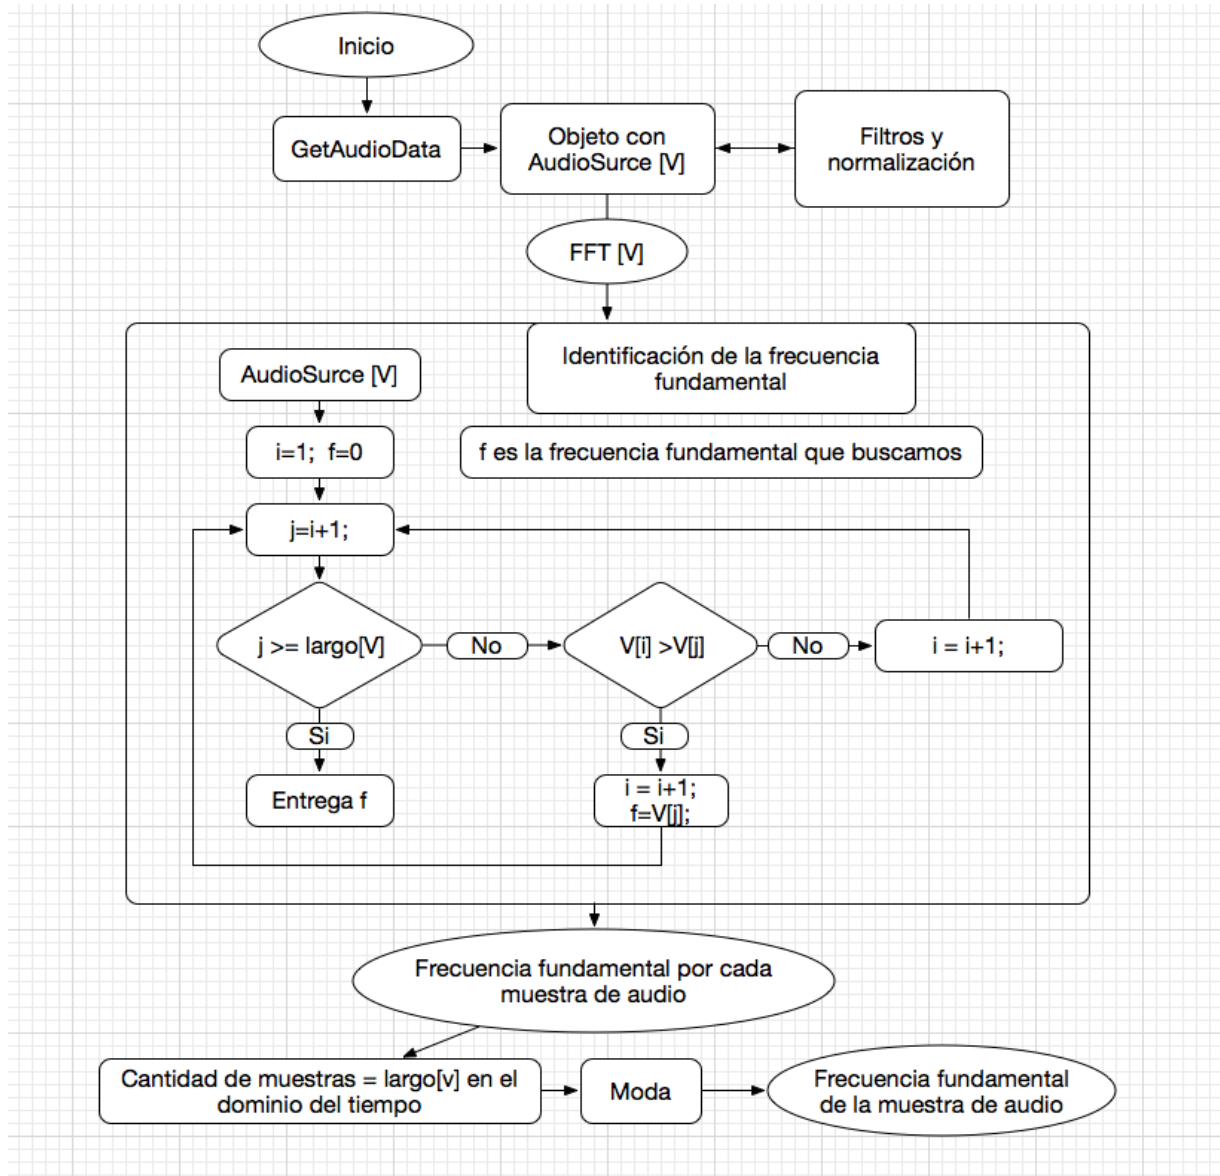 Inicio
GetAudioData
Objeto con
AudioSurce [V]
Filtros y
normalización
FFT [V]
Identificación de la frecuencia
fundamental
AudioSurce [V]
i=1; f=0
f es la frecuencia fundamental que buscamos
j=i+1;
j >= largo[V]
No
V[i] >V[j]
No
i = i+1;
Si
Si
Entrega f
i = i+1;
f=V[j];
Frecuencia fundamental por cada
muestra de audio
Cantidad de muestras = largo[v] en el
dominio del tiempo
Moda
Frecuencia fundamental
de la muestra de audio